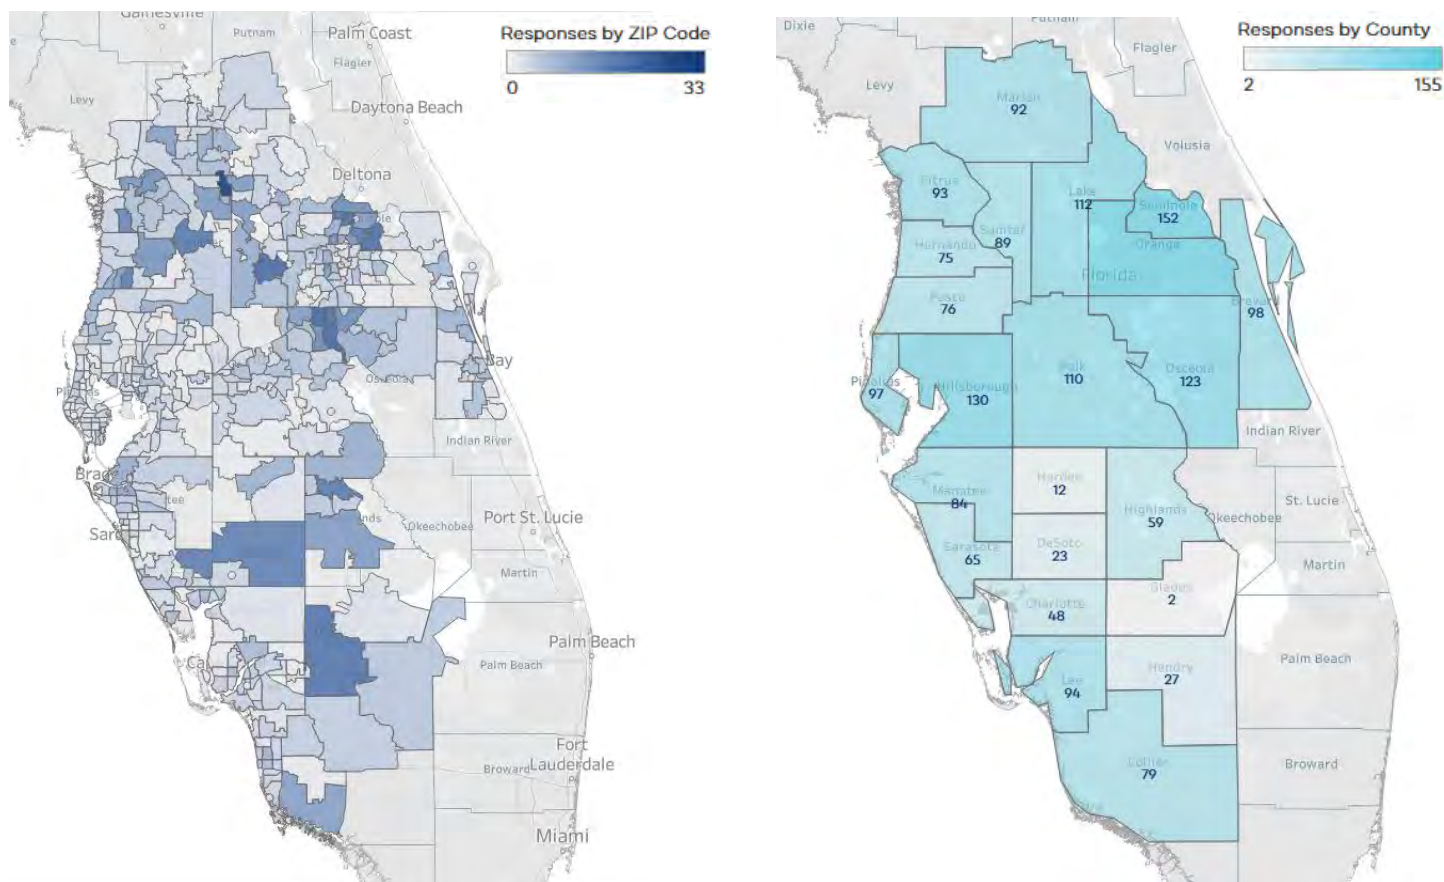 Gainesville
Putnam
Palm Coast
Flagler
Levy
Daytona Beach
Deltona
Responses by ZIP Code
0 33
Osceola
Indian River
Okeechobee
Port St. Lucie
Martin
Palm Beach
Palm Beach
Fort
Lauderdale
Broward
Miami
Responses by County
2 155
Dixie
Putnam
Flagler
Levy
Volusia
Marion
92
Citrus
93
Lake
112
Seminole
152
Sumter
89
Orange
Hernando
75
Florida
Pasco
76
Brevard
98
Pinellas
97
Hillsborough
130
Polk
110
Osceola
123
Indian River
Manatee
84
Hardee
12
Highlands
59
Okeechobee
St. Lucie
Sarasota
65
DeSoto
23
Martin
Charlotte
48
Glades
2
Lee
94
Hendry
27
Palm Beach
Collier
79
Broward